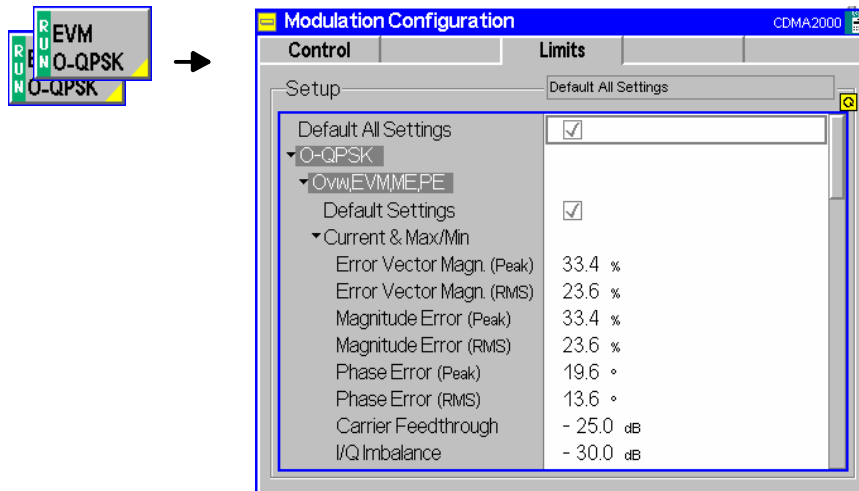 RUN EVM
O-QPSK
RUN E
O-QPSK
Modulation Configuration CDMA2000
Control Limits
Setup Default All Settings
Q
Default All Settings
O-QPSK
Ovw,EVM,ME,PE
Default Settings
Current & Max/Min
Error Vector Magn. (Peak) 33.4 %
Error Vector Magn. (RMS) 23.6 %
Magnitude Error (Peak) 33.4 %
Magnitude Error (RMS) 23.6 %
Phase Error (Peak) 19.6 °
Phase Error (RMS) 13.6 °
Carrier Feedthrough - 25.0 dB
I/Q Imbalance - 30.0 dB